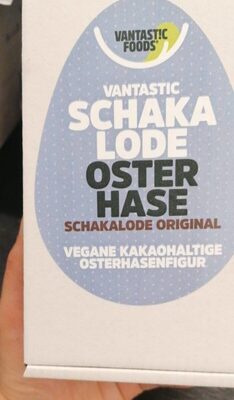 VANTASTIC
FOODS®
VANTASTIC
SCHAKA
LODE
OSTER
HASE
SCHAKALODE ORIGINAL
VEGANE KAKAOHALTIGE
OSTERHASENFIGUR